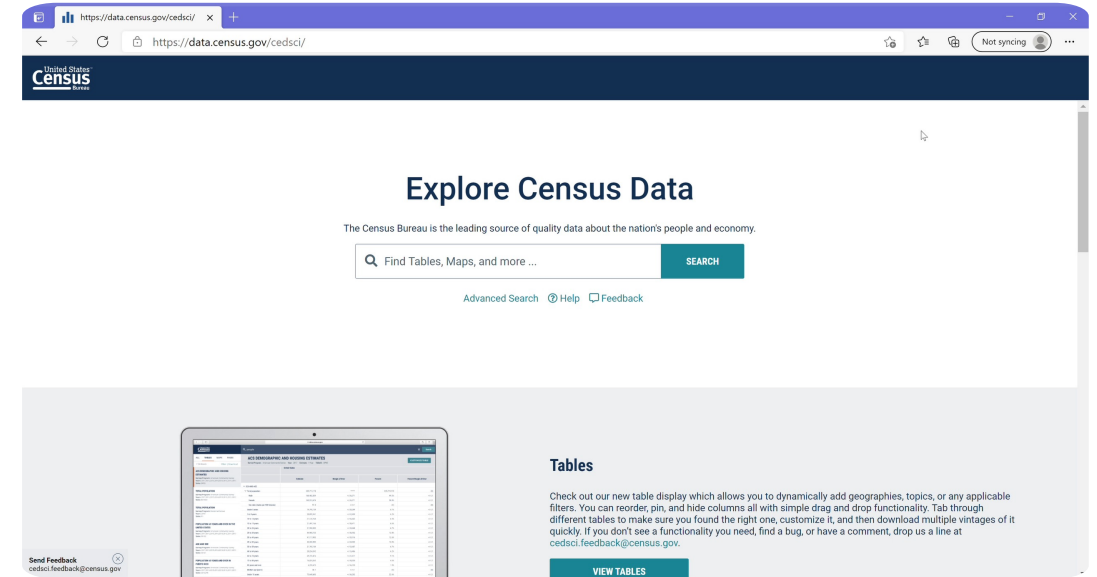 https://data.census.gov/cedsci/
https://data.census.gov/cedsci/
Not syncing
United States®
Census
Bureau
Explore Census Data
The Census Bureau is the leading source of quality data about the nation's people and economy.
Find Tables, Maps, and more ...
SEARCH
Advanced Search Help Feedback
ACS DEMOGRAPHIC AND HOUSING ESTIMATES
Tables
Check out our new table display which allows you to dynamically add geographies, topics, or any applicable
filters. You can reorder, pin, and hide columns all with simple drag and drop functionality. Tab through
different tables to make sure you found the right one, customize it, and then download multiple vintages of it
quickly. If you don't see a functionality you need, find a bug, or have a comment, drop us a line at
cedsci.feedback@census.gov.
VIEW TABLES
Send Feedback
cedsci.feedback@census.gov